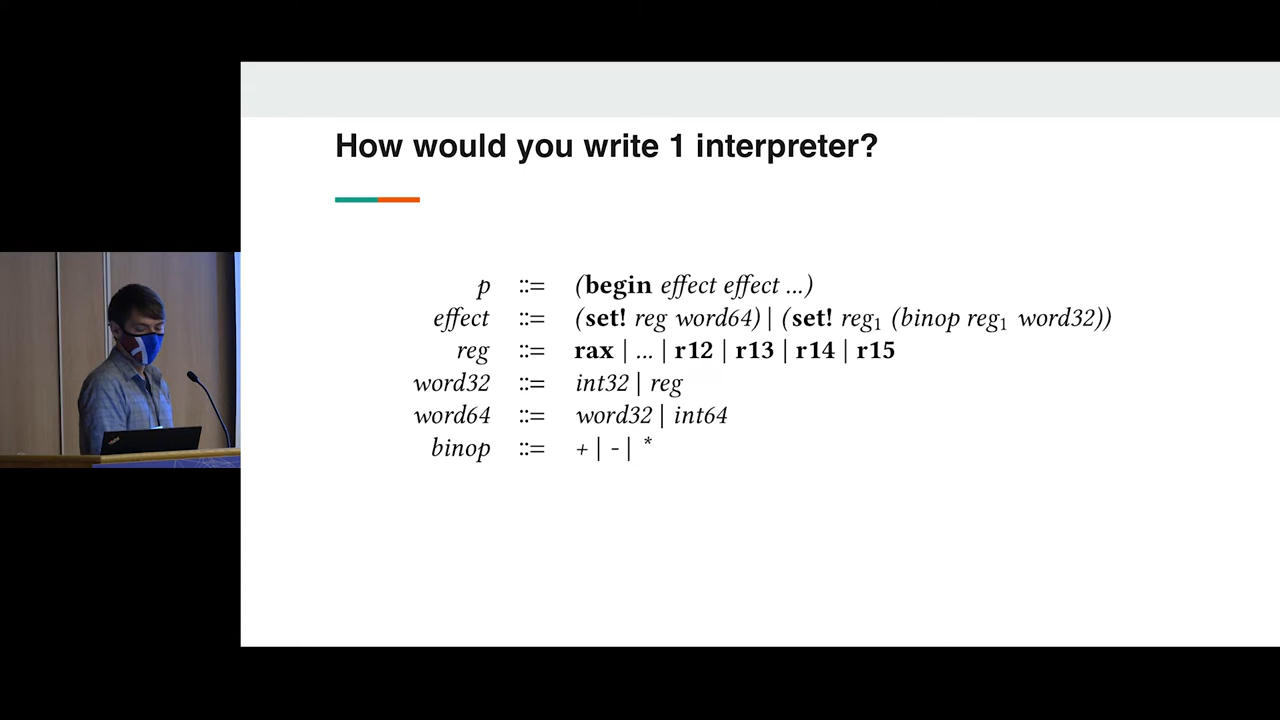 How would you write 1 interpreter?
p ::= (begin effect effect ...)
effect ::= (set! reg word64) | (set! reg₁ (binop reg₁ word32))
reg ::= rax | ... | r12 | r13 | r14 | r15
word32 ::= int32 | reg
word64 ::= word32 | int64
binop ::= + | - | *